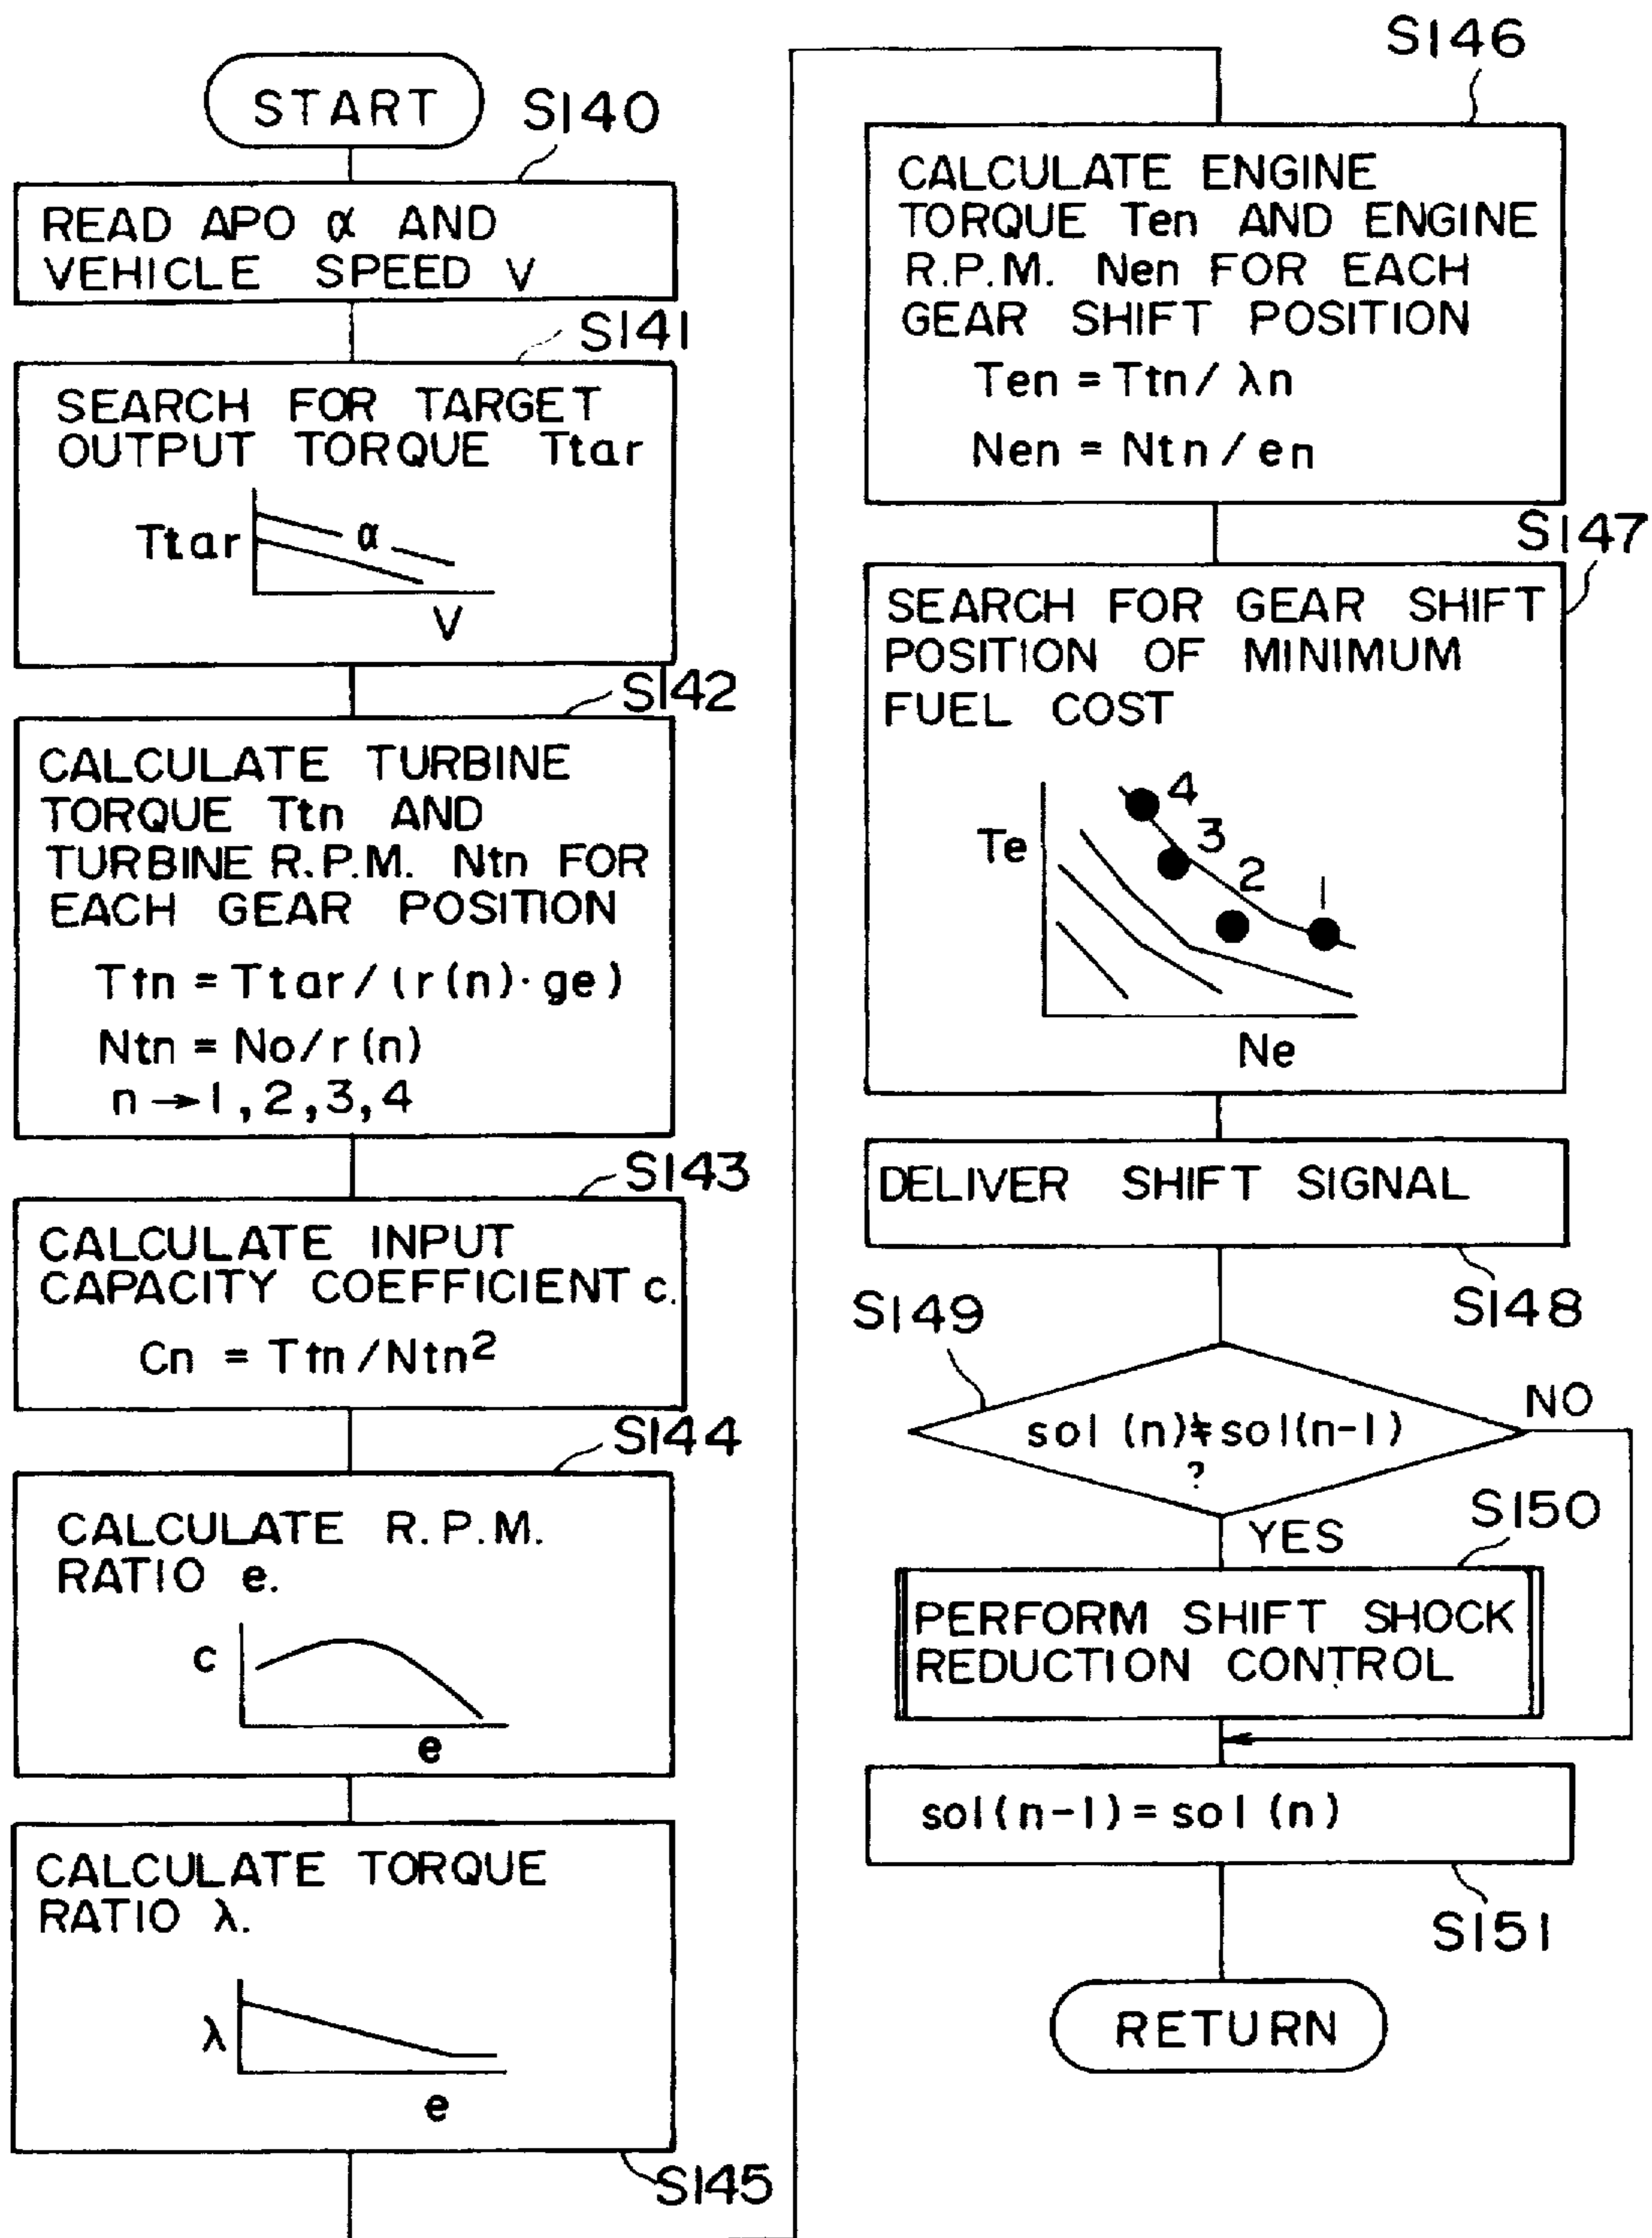 START
S140
READ APO α AND
VEHICLE SPEED V
S141
SEARCH FOR TARGET
OUTPUT TORQUE Ttar
Ttar
α
V
S142
CALCULATE TURBINE
TORQUE Ttn AND
TURBINE R.P.M. Ntn FOR
EACH GEAR POSITION
Ttn = Ttar/(r(n)·ge)
Ntn = No/r(n)
n→1,2,3,4
S143
CALCULATE INPUT
CAPACITY COEFFICIENT c.
Cn = Ttn/Ntn²
S144
CALCULATE R.P.M.
RATIO e.
c
e
CALCULATE TORQUE
RATIO λ.
λ
e
S145
S146
CALCULATE ENGINE
TORQUE Ten AND ENGINE
R.P.M. Nen FOR EACH
GEAR SHIFT POSITION
Ten = Ttn/λn
Nen = Ntn/en
S147
SEARCH FOR GEAR SHIFT
POSITION OF MINIMUM
FUEL COST
4
3
Te
2
1
Ne
DELIVER SHIFT SIGNAL
S148
S149
sol(n)≠sol(n-1)
?
NO
YES
S150
PERFORM SHIFT SHOCK
REDUCTION CONTROL
sol(n-1)=sol(n)
S151
RETURN